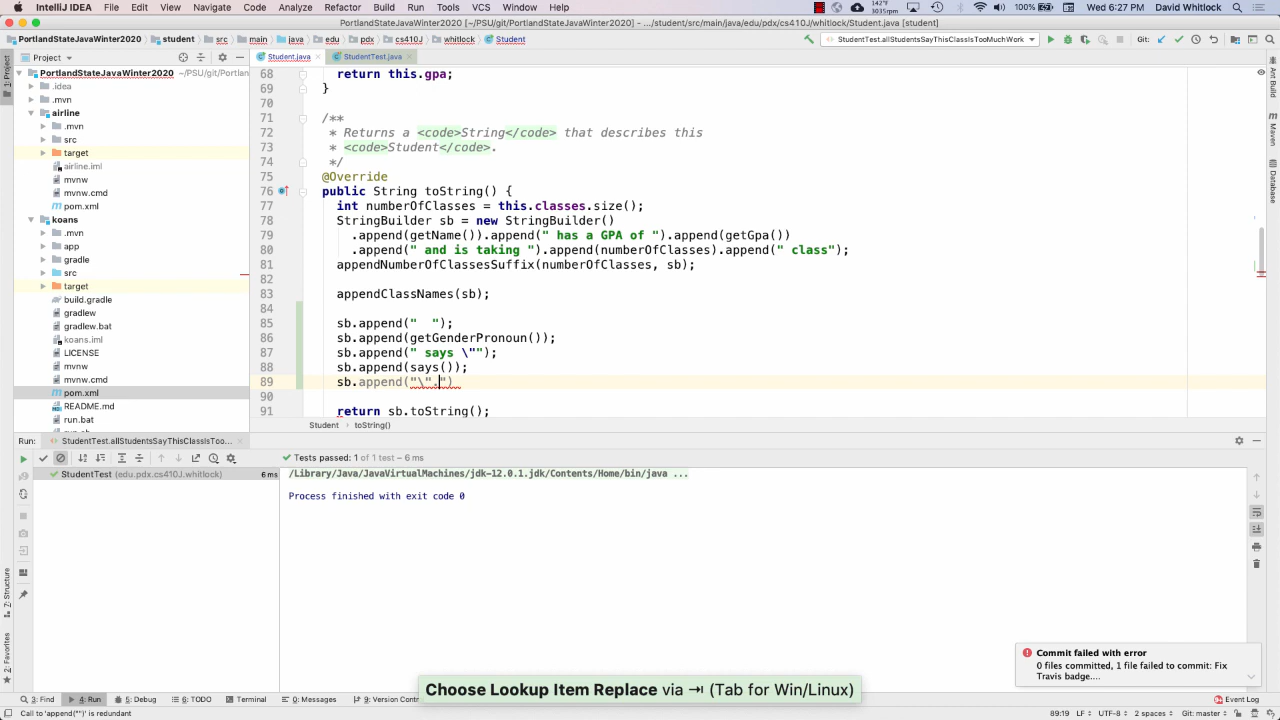 IntelliJ IDEA File Edit View Navigate Code Analyze Refactor Build Run Tools VCS Window Help 100% Wed 6:27 PM David Whitlock
PortlandStateJavaWinter2020 [~/PSU/git/PortlandStateJavaWinter2020] - .../student/src/main/java/edu/pdx/cs410J/whitlock/Student.java [student]
PortlandStateJavaWinter2020 student src main java edu pdx cs410J whitlock Student StudentTest.allStudentsSayThisClassIsTooMuchWork Git:
Project Student.java StudentTest.java
PortlandStateJavaWinter2020 ~/PSU/git/Portlan
.idea
.mvn
airline
.mvn
src
target
airline.iml
mvnw
mvnw.cmd
pom.xml
koans
.mvn
app
gradle
src
target
build.gradle
gradlew
gradlew.bat
koans.iml
LICENSE
mvnw
mvnw.cmd
pom.xml
README.md
run.bat
68 return this.gpa;
69 }
70
71 /**
72 * Returns a <code>String</code> that describes this
73 * <code>Student</code>.
74 */
75 @Override
76 public String toString() {
77 int numberOfClasses = this.classes.size();
78 StringBuilder sb = new StringBuilder()
79 .append(getName()).append(" has a GPA of ").append(getGpa())
80 .append(" and is taking ").append(numberOfClasses).append(" class");
81 appendNumberOfClassesSuffix(numberOfClasses, sb);
82
83 appendClassNames(sb);
84
85 sb.append("  ");
86 sb.append(getGenderPronoun());
87 sb.append(" says \"");
88 sb.append(says());
89 sb.append("\".")
90
91 return sb.toString();
Student toString()
1: Project
7: Structure
2: Favorites
Ant Build
Maven
Database
Run: StudentTest.allStudentsSayThisClassIsToo...
Tests passed: 1 of 1 test – 6 ms
StudentTest (edu.pdx.cs410J.whitlock) 6 ms
/Library/Java/JavaVirtualMachines/jdk-12.0.1.jdk/Contents/Home/bin/java ...
Process finished with exit code 0
Commit failed with error
0 files committed, 1 file failed to commit: Fix
Travis badge....
Choose Lookup Item Replace via ⇥ (Tab for Win/Linux)
3: Find 4: Run 5: Debug 6: TODO Terminal 0: Messages 9: Version Contro Event Log
Call to 'append("")' is redundant 89:19 LF UTF-8 2 spaces Git: master